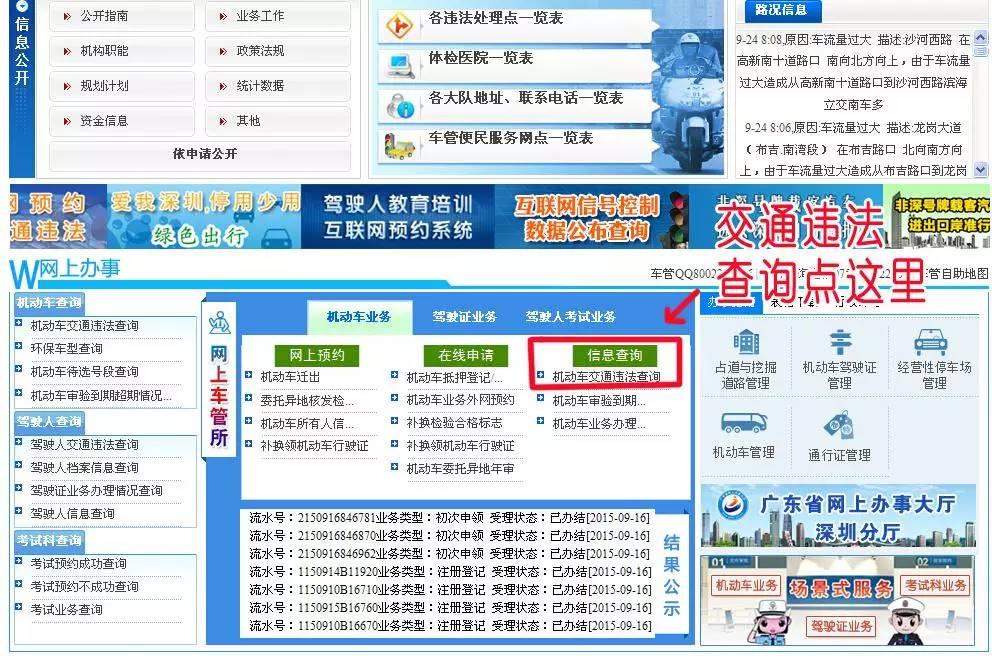 信息公开
公开指南
业务工作
机构职能
政策法规
规划计划
统计数据
资金信息
其他
依申请公开
各违法处理点一览表
体检医院一览表
各大队地址、联系电话一览表
车管便民服务网点一览表
路况信息
9-24 8:08,原因:车流量过大 描述:沙河西路 在
高新南十道路口 南向北方向上，由于车流量
过大造成从高新南十道路口到沙河西路滨海
立交南车多
9-24 8:06,原因:车流量过大 描述:龙岗大道
（布吉.南湾段） 在布吉路口 北向南方向
上，由于车流量过大造成从布吉路口到龙岗
网 预 约
通 违 法
爱我深圳,停用少用
绿色出行
驾驶人教育培训
互联网预约系统
互联网信号控制
数据公布查询
非深号牌载客汽
进出口岸准行
交通违法
查询点这里
W网上办事
车管QQ8002
车管自助地图
机动车查询
机动车交通违法查询
环保车型查询
机动车待选号段查询
机动车审验到期超期情况...
驾驶人查询
驾驶人交通违法查询
驾驶人档案信息查询
驾驶证业务办理情况查询
驾驶人信息查询
考试科查询
考试预约成功查询
考试预约不成功查询
考试业务查询
网上车管所
机动车业务
驾驶证业务
驾驶人考试业务
网上预约
机动车迁出
委托异地核发检...
机动车所有人信...
补换领机动车行驶证
在线申请
机动车抵押登记/...
机动车业务外网预约
补换检验合格标志
补换领机动车行驶证
机动车委托异地年审
信息查询
机动车交通违法查询
机动车审验到期...
机动车业务办理...
流水号：2150916846781业务类型：初次申领 受理状态：已办结[2015-09-16]
流水号：2150916846870业务类型：初次申领 受理状态：已办结[2015-09-16]
流水号：2150916846962业务类型：初次申领 受理状态：已办结[2015-09-16]
流水号：1150914B11920业务类型：注册登记 受理状态：已办结[2015-09-16]
流水号：1150910B16710业务类型：注册登记 受理状态：已办结[2015-09-16]
流水号：1150915B16760业务类型：注册登记 受理状态：已办结[2015-09-16]
流水号：1150910B16670业务类型：注册登记 受理状态：已办结[2015-09-16]
结果公示
占道与挖掘
道路管理
机动车驾驶证
管理
经营性停车场
管理
机动车管理
通行证管理
广东省网上办事大厅
深圳分厅
01
02
机动车业务
场景式服务
考试科业务
驾驶证业务